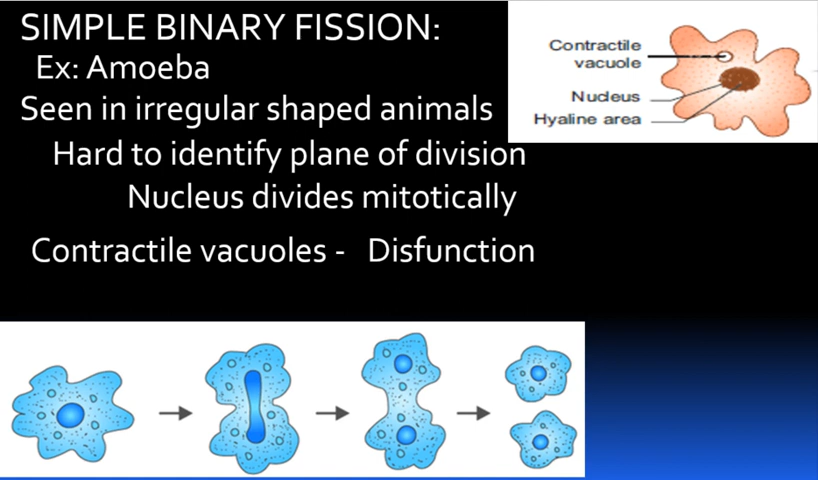 SIMPLE BINARY FISSION:
Ex: Amoeba
Seen in irregular shaped animals
Hard to identify plane of division
Nucleus divides mitotically
Contractile vacuoles - Disfunction
Contractile
vacuole
Nucleus
Hyaline area